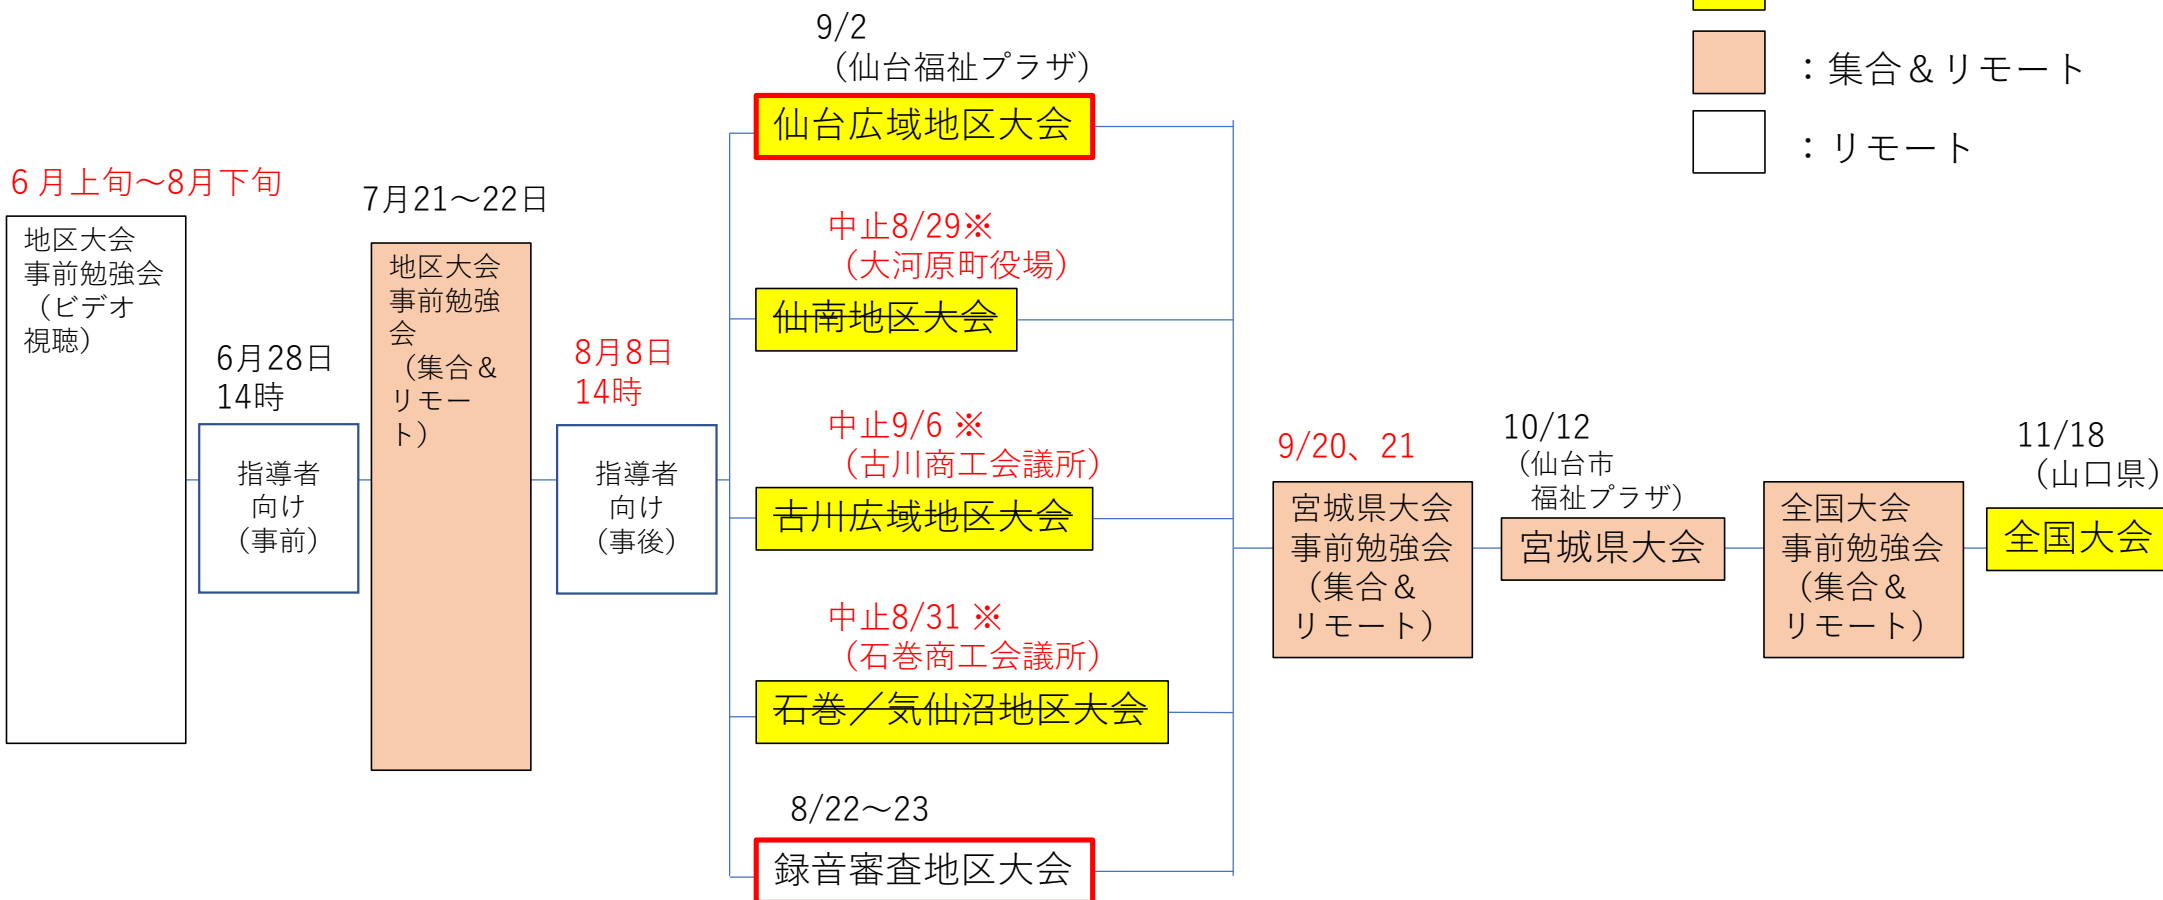 ：集合＆リモート
：リモート
6月上旬～8月下旬
地区大会
事前勉強会
（ビデオ
視聴）
6月28日
14時
指導者
向け
（事前）
7月21～22日
地区大会
事前勉強
会
（集合＆
リモー
ト）
8月8日
14時
指導者
向け
（事後）
9/2
（仙台福祉プラザ）
仙台広域地区大会
中止8/29※
（大河原町役場）
仙南地区大会
中止9/6 ※
（古川商工会議所）
古川広域地区大会
中止8/31 ※
（石巻商工会議所）
石巻／気仙沼地区大会
8/22～23
録音審査地区大会
9/20、21
宮城県大会
事前勉強会
（集合＆
リモート）
10/12
（仙台市
福祉プラザ）
宮城県大会
全国大会
事前勉強会
（集合＆
リモート）
11/18
（山口県）
全国大会